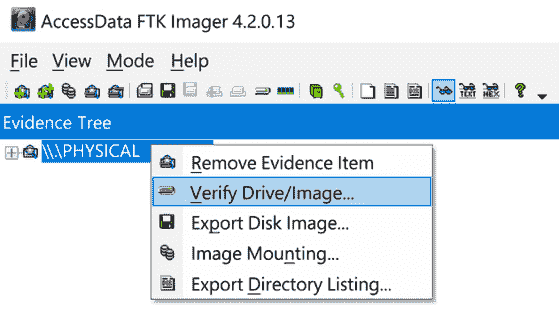 AccessData FTK Imager 4.2.0.13
File View Mode Help
TEXT HEX ?
Evidence Tree
\\.\PHYSICAL
Remove Evidence Item
Verify Drive/Image...
Export Disk Image...
Image Mounting...
Export Directory Listing...